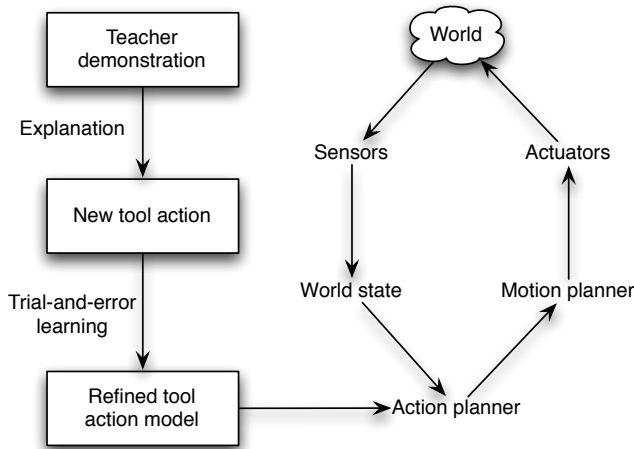 Teacher
demonstration
Explanation
New tool action
Trial-and-error
learning
Refined tool
action model
World
Sensors
Actuators
World state
Motion planner
Action planner